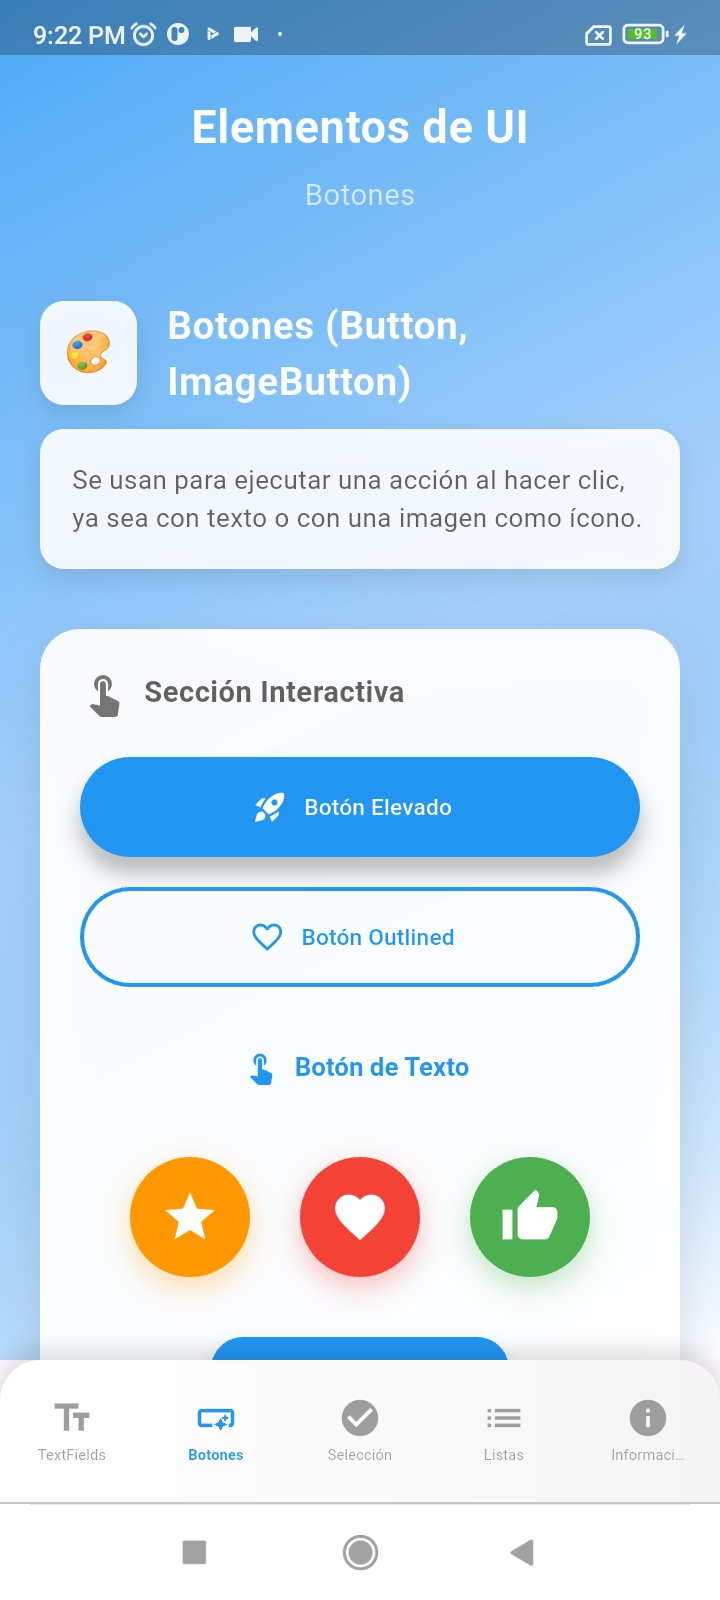 9:22 PM
93
Elementos de UI
Botones
Botones (Button,
ImageButton)
Se usan para ejecutar una acción al hacer clic,
ya sea con texto o con una imagen como ícono.
Sección Interactiva
Botón Elevado
Botón Outlined
Botón de Texto
TextFields
Botones
Selección
Listas
Informaci...